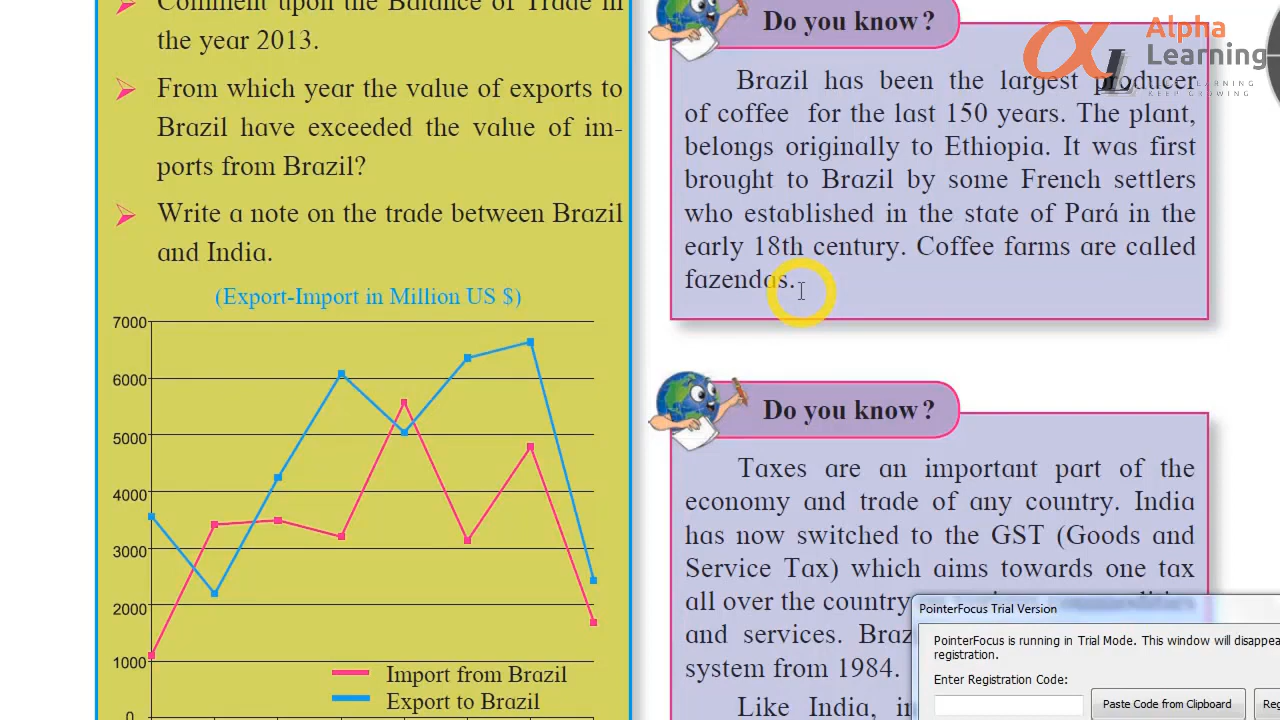 Comment upon the Balance of Trade in
the year 2013.
From which year the value of exports to
Brazil have exceeded the value of im-
ports from Brazil?
Write a note on the trade between Brazil
and India.
(Export-Import in Million US $)
7000
6000
5000
4000
3000
2000
1000
0
Import from Brazil
Export to Brazil
Do you know?
Alpha
Learning
KEEP GROWING
Brazil has been the largest producer
of coffee for the last 150 years. The plant,
belongs originally to Ethiopia. It was first
brought to Brazil by some French settlers
who established in the state of Pará in the
early 18th century. Coffee farms are called
fazendas.
Do you know?
Taxes are an important part of the
economy and trade of any country. India
has now switched to the GST (Goods and
Service Tax) which aims towards one tax
all over the country
and services.
system from 1984.
Like India,
PointerFocus Trial Version
PointerFocus is running in Trial Mode. This window will
registration.
Enter Registration Code:
Paste Code from Clipboard